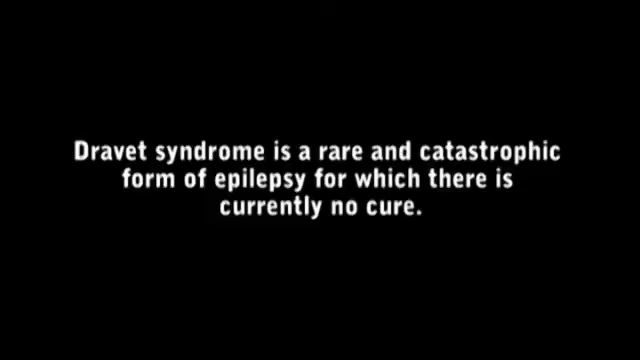 Dravet syndrome is a rare and catastrophic
form of epilepsy for which there is
currently no cure.